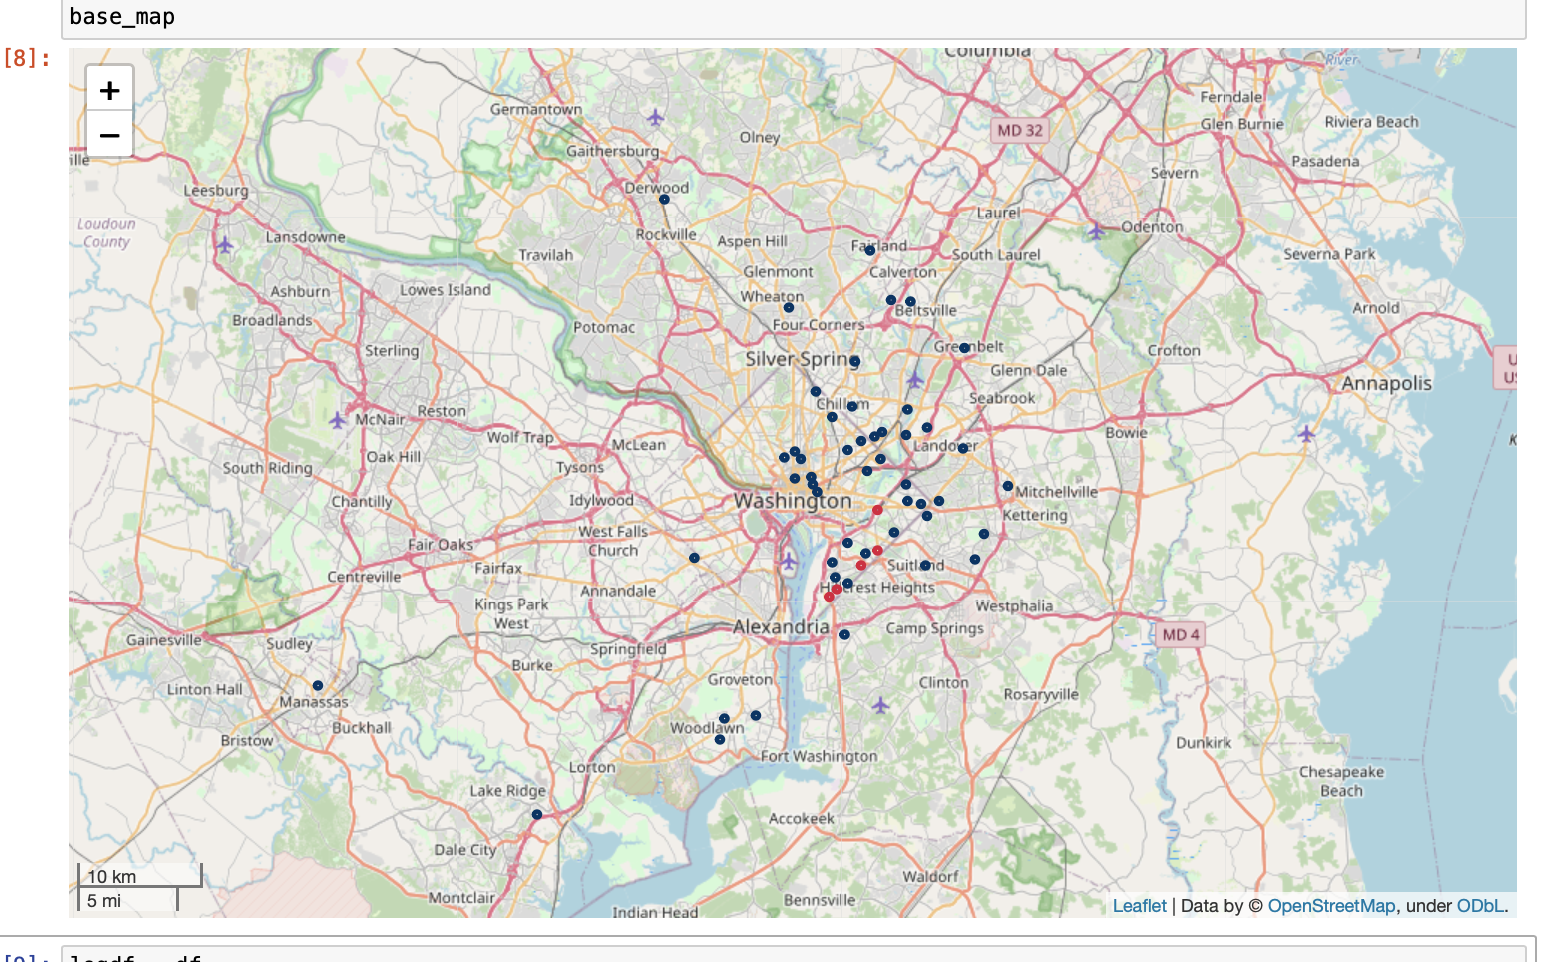 base_map
[8]:
+
−
Columbia
River
Ferndale
Germantown
Glen Burnie
Riviera Beach
MD 32
Olney
Gaithersburg
Pasadena
ville
Severn
Leesburg
Derwood
Laurel
Loudoun
County
Lansdowne
Rockville
Aspen Hill
Fairland
Odenton
Travilah
South Laurel
Severna Park
Glenmont
Calverton
Ashburn
Lowes Island
Wheaton
Beltsville
Arnold
Broadlands
Potomac
Four Corners
Sterling
Silver Spring
Greenbelt
Crofton
Glenn Dale
U
US
Annapolis
McNair
Reston
Chillum
Seabrook
Wolf Trap
McLean
Landover
Bowie
K
Oak Hill
South Riding
Tysons
Chantilly
Idylwood
Washington
Mitchellville
Kettering
West Falls
Church
Fair Oaks
Fairfax
Suitland
Centreville
Annandale
Hillcrest Heights
Kings Park
West
Westphalia
Alexandria
Camp Springs
MD 4
Gainesville
Sudley
Springfield
Burke
Linton Hall
Groveton
Clinton
Rosaryville
Manassas
Buckhall
Woodlawn
Bristow
Dunkirk
Fort Washington
Lorton
Chesapeake
Beach
Lake Ridge
Accokeek
Dale City
10 km
5 mi
Waldorf
Montclair
Bennsville
Indian Head
Leaflet | Data by © OpenStreetMap, under ODbL.
[9]: